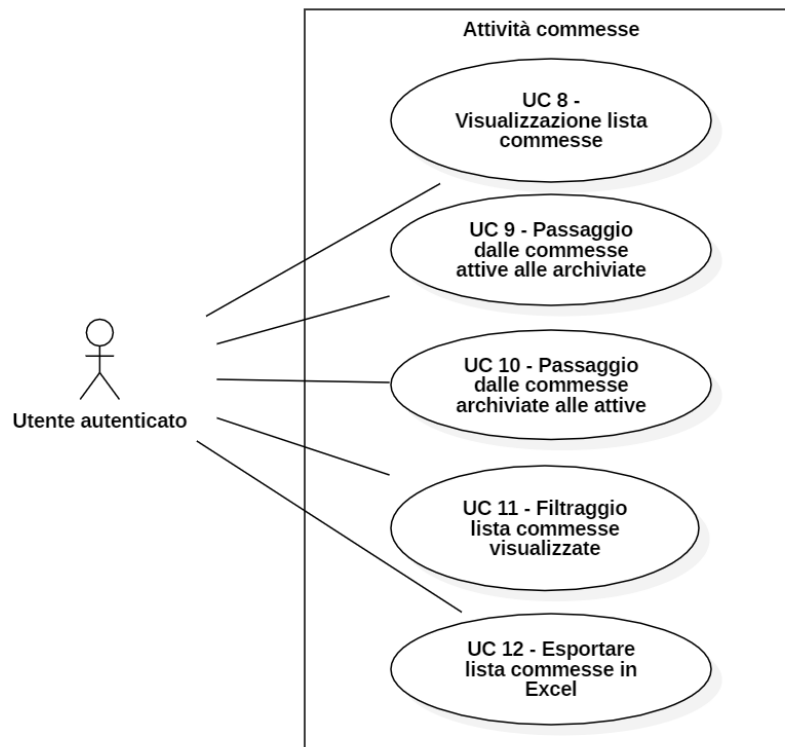 Attività commesse
UC 8 -
Visualizzazione lista
commesse
UC 9 - Passaggio
dalle commesse
attive alle archiviate
UC 10 - Passaggio
dalle commesse
archiviate alle attive
Utente autenticato
UC 11 - Filtraggio
lista commesse
visualizzate
UC 12 - Esportare
lista commesse in
Excel